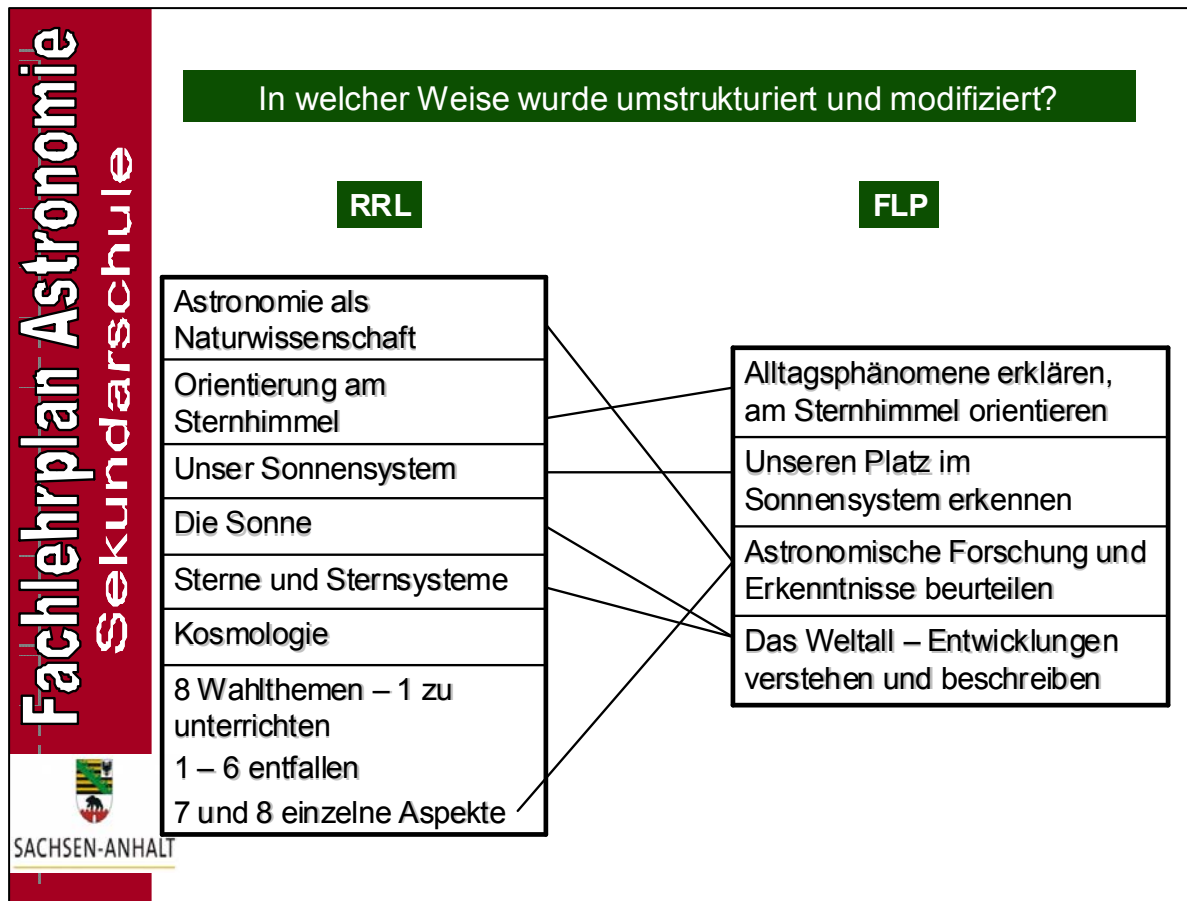 Fachlehrplan Astronomie
Sekundarschule
In welcher Weise wurde umstrukturiert und modifiziert?
RRL
FLP
Astronomie als
Naturwissenschaft
Orientierung am
Sternhimmel
Unser Sonnensystem
Die Sonne
Sterne und Sternsysteme
Kosmologie
8 Wahlthemen – 1 zu
unterrichten
1 – 6 entfallen
7 und 8 einzelne Aspekte
Alltagsphänomene erklären,
am Sternhimmel orientieren
Unseren Platz im
Sonnensystem erkennen
Astronomische Forschung und
Erkenntnisse beurteilen
Das Weltall – Entwicklungen
verstehen und beschreiben
SACHSEN-ANHALT